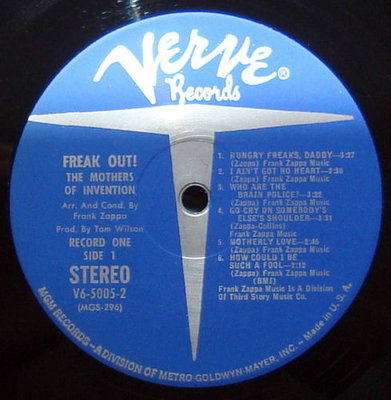 Verve
Records
®
FREAK OUT!
THE MOTHERS
OF INVENTION
Arr. And Cond. By
Frank Zappa
Prod. By Tom Wilson
RECORD ONE
SIDE 1
STEREO
V6-5005-2
(MGS-296)
1. HUNGRY FREAKS, DADDY—3:27
(Zappa) Frank Zappa Music
2. I AIN'T GOT NO HEART—2:30
(Zappa) Frank Zappa Music
3. WHO ARE THE
BRAIN POLICE?—3:22
(Zappa) Frank Zappa Music
4. GO CRY ON SOMEBODY'S
ELSE'S SHOULDER—3:31
(Zappa-Collins)
Frank Zappa Music
5. MOTHERLY LOVE—2:45
(Zappa) Frank Zappa Music
6. HOW COULD I BE
SUCH A FOOL—2:12
(Zappa) Frank Zappa Music
(BMI)
Frank Zappa Music Is A Division
Of Third Story Music Co.
MGM RECORDS—A DIVISION OF METRO-GOLDWYN-MAYER, INC.—Made in U.S.A.